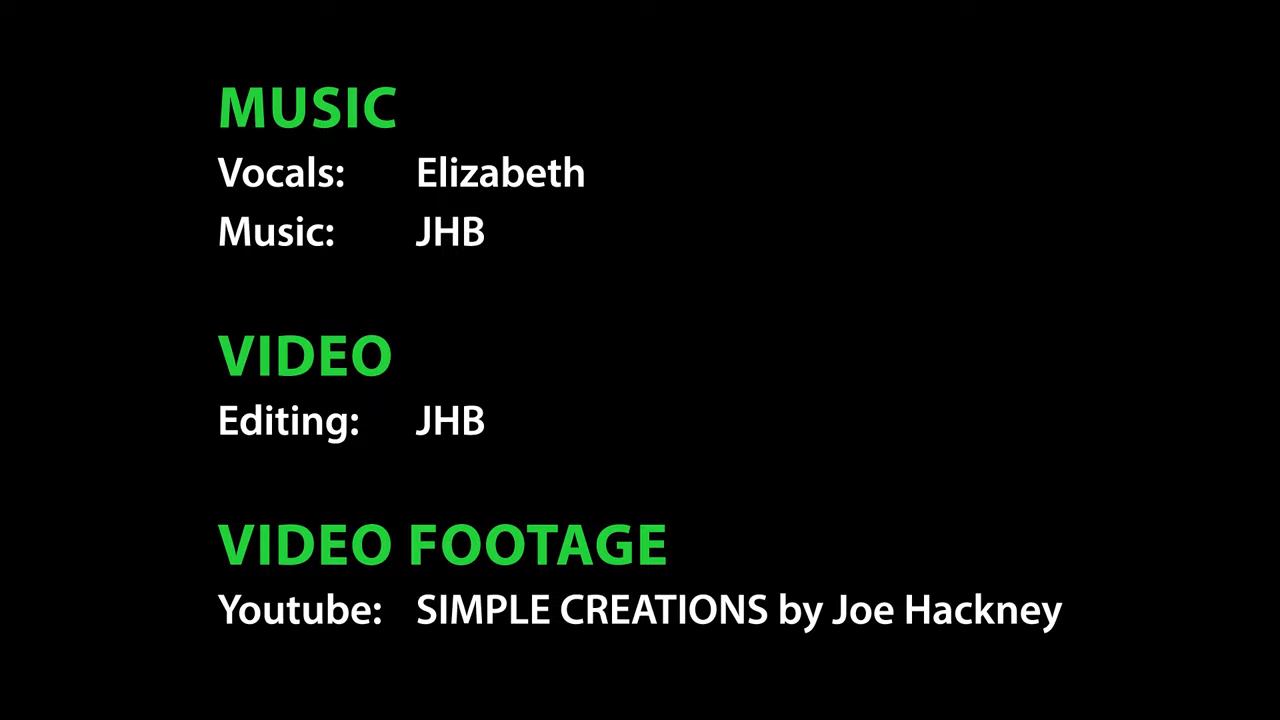 MUSIC
Vocals: Elizabeth
Music: JHB
VIDEO
Editing: JHB
VIDEO FOOTAGE
Youtube: SIMPLE CREATIONS by Joe Hackney